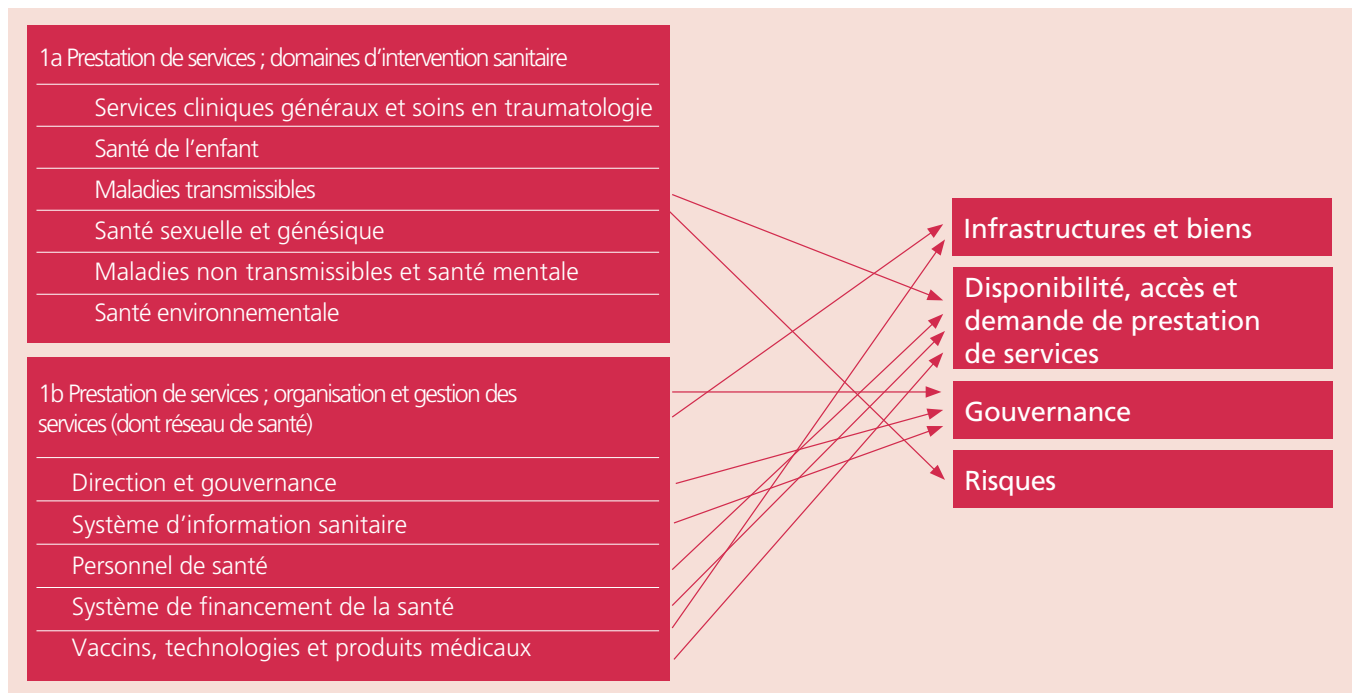 1a Prestation de services ; domaines d’intervention sanitaire
Services cliniques généraux et soins en traumatologie
Santé de l’enfant
Maladies transmissibles
Santé sexuelle et génésique
Maladies non transmissibles et santé mentale
Santé environnementale
1b Prestation de services ; organisation et gestion des
services (dont réseau de santé)
Direction et gouvernance
Système d’information sanitaire
Personnel de santé
Système de financement de la santé
Vaccins, technologies et produits médicaux
Infrastructures et biens
Disponibilité, accès et
demande de prestation
de services
Gouvernance
Risques